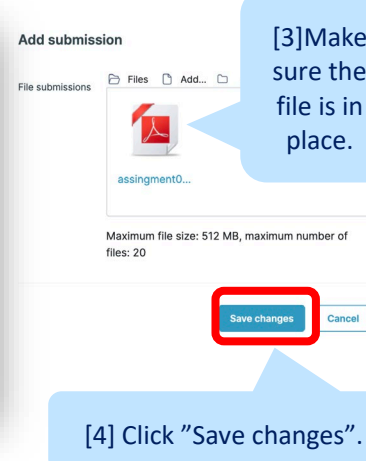 Add submission
[3]Make
sure the
file is in
place.
File submissions
Files Add...
assingment0...
Maximum file size: 512 MB, maximum number of
files: 20
Save changes Cancel
[4] Click ”Save changes”.